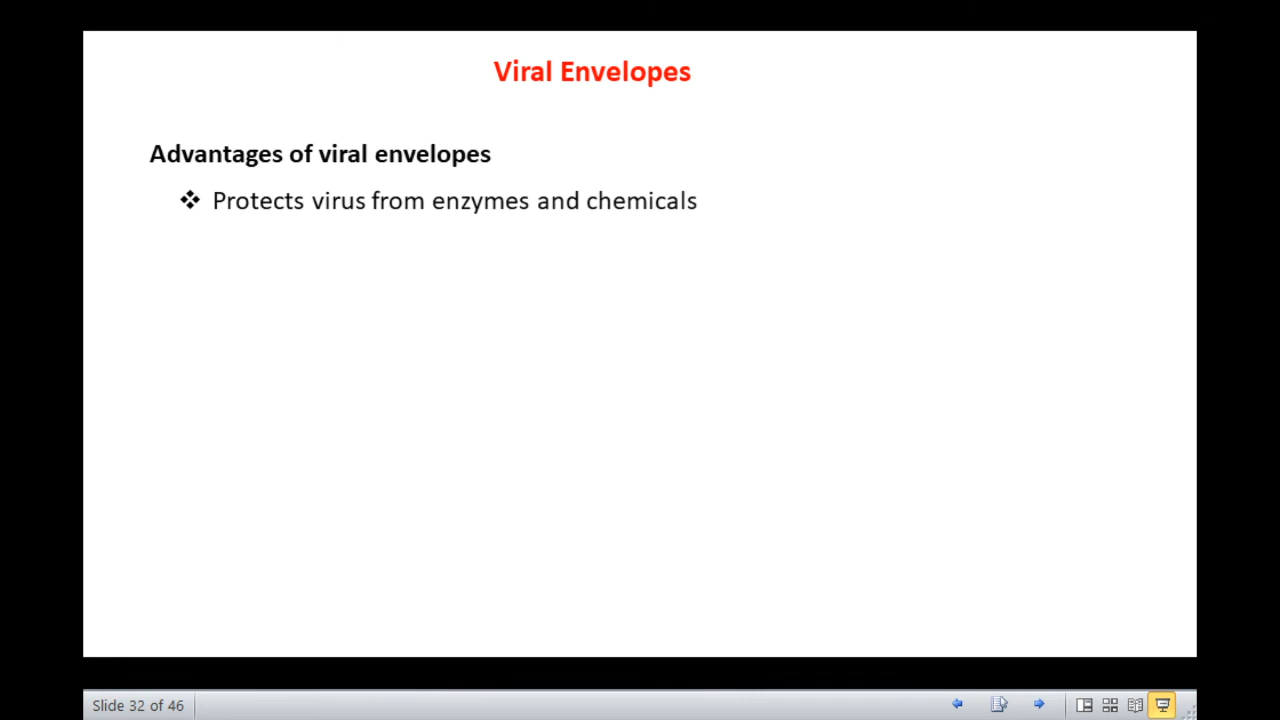 Viral Envelopes
Advantages of viral envelopes
❖ Protects virus from enzymes and chemicals
Slide 32 of 46